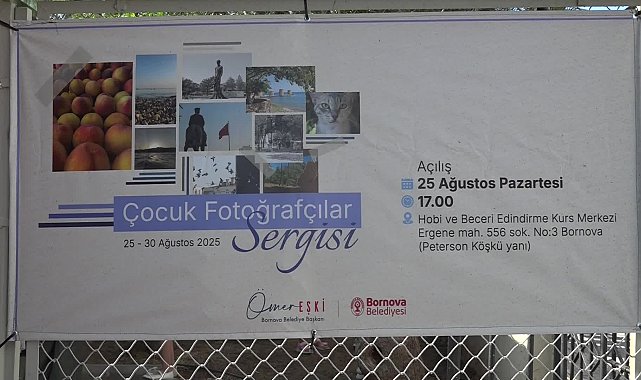 Çocuk Fotoğrafçılar
Sergisi
25 - 30 Ağustos 2025
Açılış
25 Ağustos Pazartesi
17.00
Hobi ve Beceri Edindirme Kurs Merkezi
Ergene mah. 556 sok. No:3 Bornova
(Peterson Köşkü yanı)
Ömer EŞKİ
Bornova Belediye Başkanı
Bornova
Belediyesi